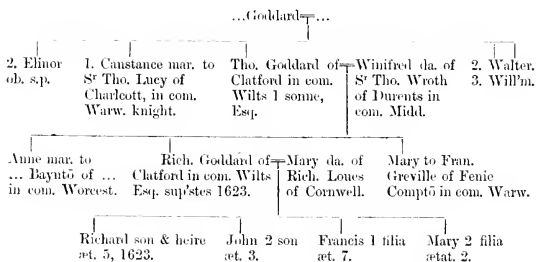 ...Goddard=...
2. Elinor
ob. s.p.
1. Canstance mar. to
Sr Tho. Lucy of
Charlcott, in com.
Warw. knight.
Tho. Goddard of
Clatford in com.
Wilts 1 sonne,
Esq.
Winifred da. of
Sr Tho. Wroth
of Durents in
com. Midd.
2. Walter.
3. Will'm.
Anne mar. to
... Bayntō of ...
in com. Worcest.
Rich. Goddard of
Clatford in com. Wilts
Esq. sup'stes 1623.
Mary da. of
Rich. Loues
of Cornwell.
Mary to Fran.
Greville of Fenie
Comptō in com. Warw.
Richard son & heire
æt. 5, 1623.
John 2 son
æt. 3.
Francis 1 filia
æt. 7.
Mary 2 filia
ætat. 2.